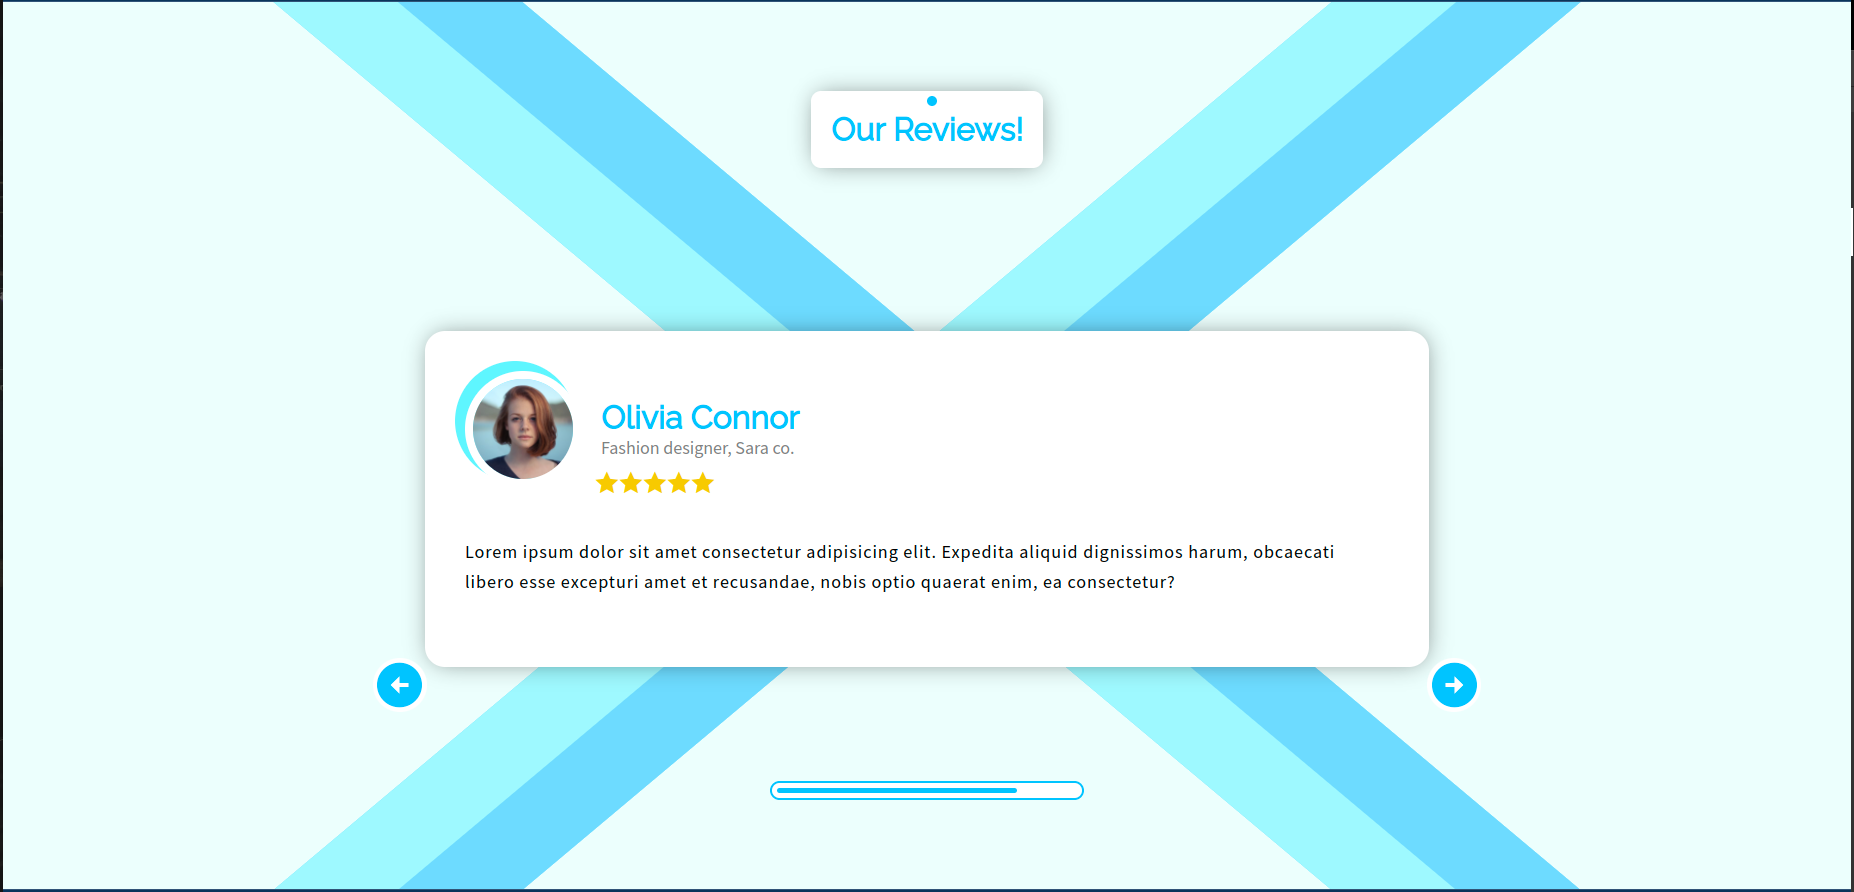 Our Reviews!
Olivia Connor
Fashion designer, Sara co.
Lorem ipsum dolor sit amet consectetur adipisicing elit. Expedita aliquid dignissimos harum, obcaecati
libero esse excepturi amet et recusandae, nobis optio quaerat enim, ea consectetur?